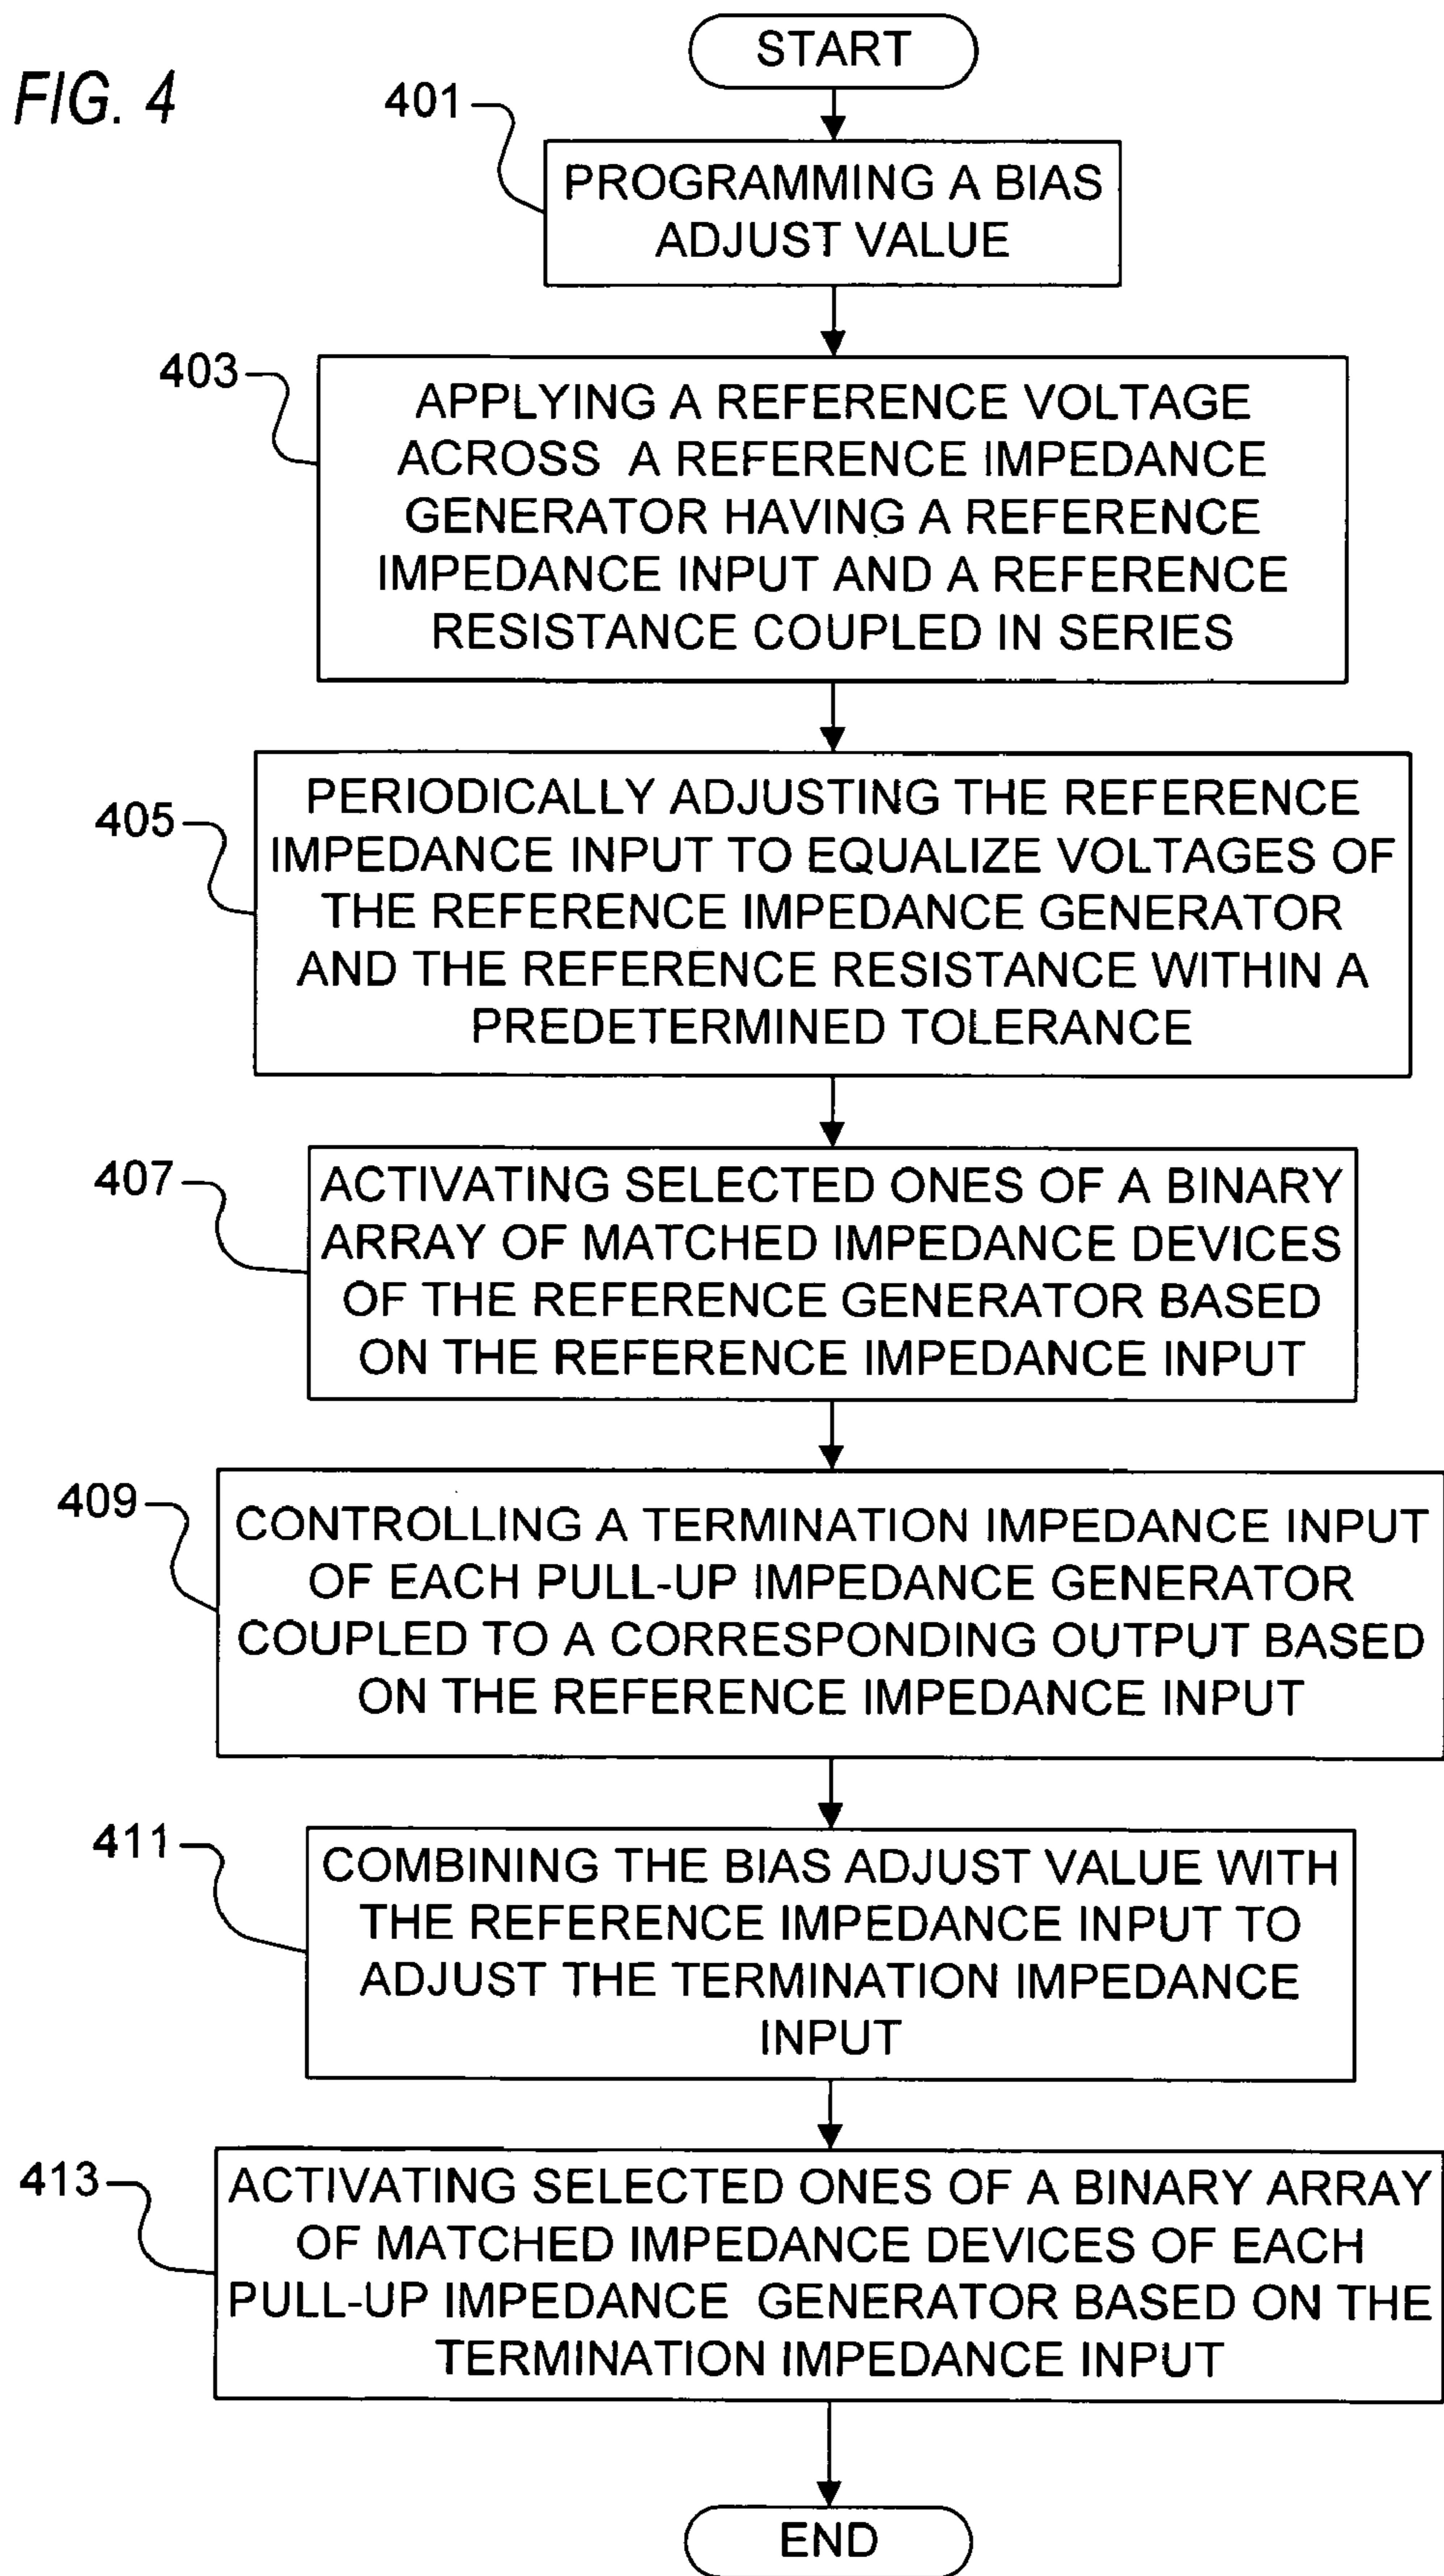 FIG. 4
START
401
PROGRAMMING A BIAS
ADJUST VALUE
403
APPLYING A REFERENCE VOLTAGE
ACROSS A REFERENCE IMPEDANCE
GENERATOR HAVING A REFERENCE
IMPEDANCE INPUT AND A REFERENCE
RESISTANCE COUPLED IN SERIES
405
PERIODICALLY ADJUSTING THE REFERENCE
IMPEDANCE INPUT TO EQUALIZE VOLTAGES OF
THE REFERENCE IMPEDANCE GENERATOR
AND THE REFERENCE RESISTANCE WITHIN A
PREDETERMINED TOLERANCE
407
ACTIVATING SELECTED ONES OF A BINARY
ARRAY OF MATCHED IMPEDANCE DEVICES
OF THE REFERENCE GENERATOR BASED
ON THE REFERENCE IMPEDANCE INPUT
409
CONTROLLING A TERMINATION IMPEDANCE INPUT
OF EACH PULL-UP IMPEDANCE GENERATOR
COUPLED TO A CORRESPONDING OUTPUT BASED
ON THE REFERENCE IMPEDANCE INPUT
411
COMBINING THE BIAS ADJUST VALUE WITH
THE REFERENCE IMPEDANCE INPUT TO
ADJUST THE TERMINATION IMPEDANCE
INPUT
413
ACTIVATING SELECTED ONES OF A BINARY ARRAY
OF MATCHED IMPEDANCE DEVICES OF EACH
PULL-UP IMPEDANCE GENERATOR BASED ON THE
TERMINATION IMPEDANCE INPUT
END